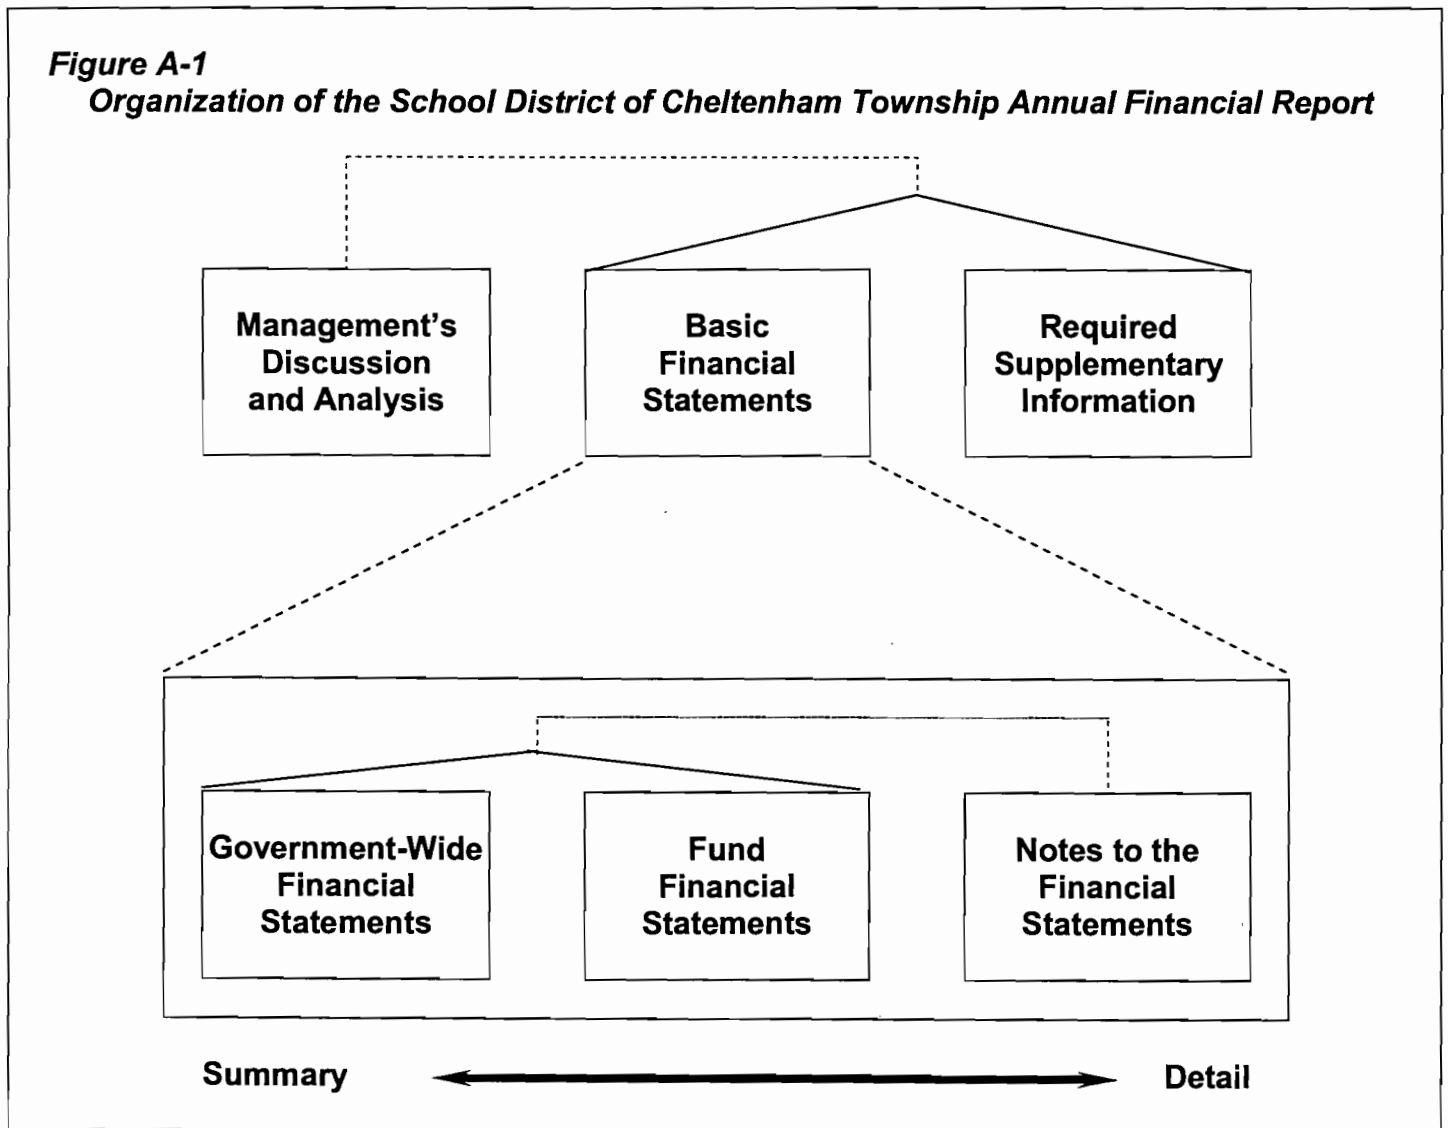 Figure A-1
Organization of the School District of Cheltenham Township Annual Financial Report
Management's
Discussion
and Analysis
Basic
Financial
Statements
Required
Supplementary
Information
Government-Wide
Financial
Statements
Fund
Financial
Statements
Notes to the
Financial
Statements
Summary
Detail